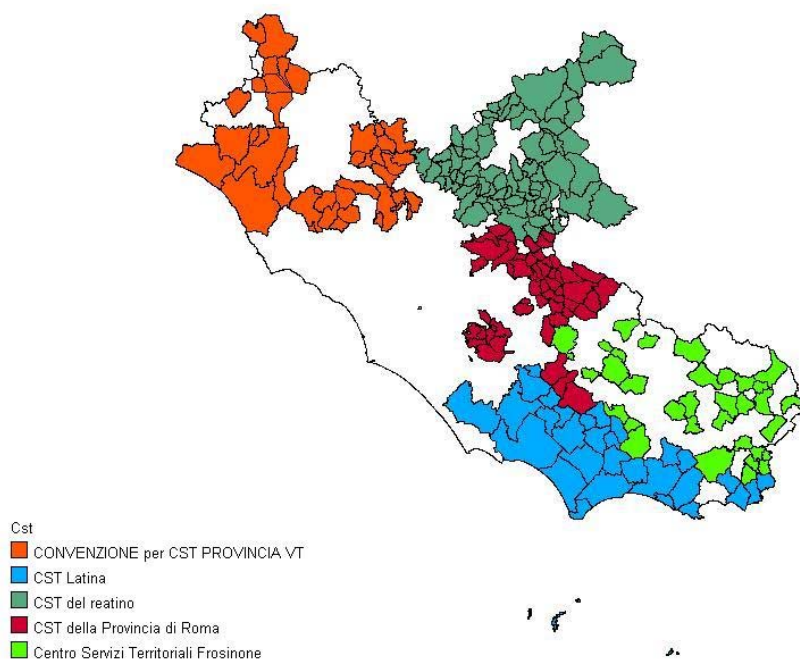 Cst
CONVENZIONE per CST PROVINCIA VT
CST Latina
CST del reatino
CST della Provincia di Roma
Centro Servizi Territoriali Frosinone